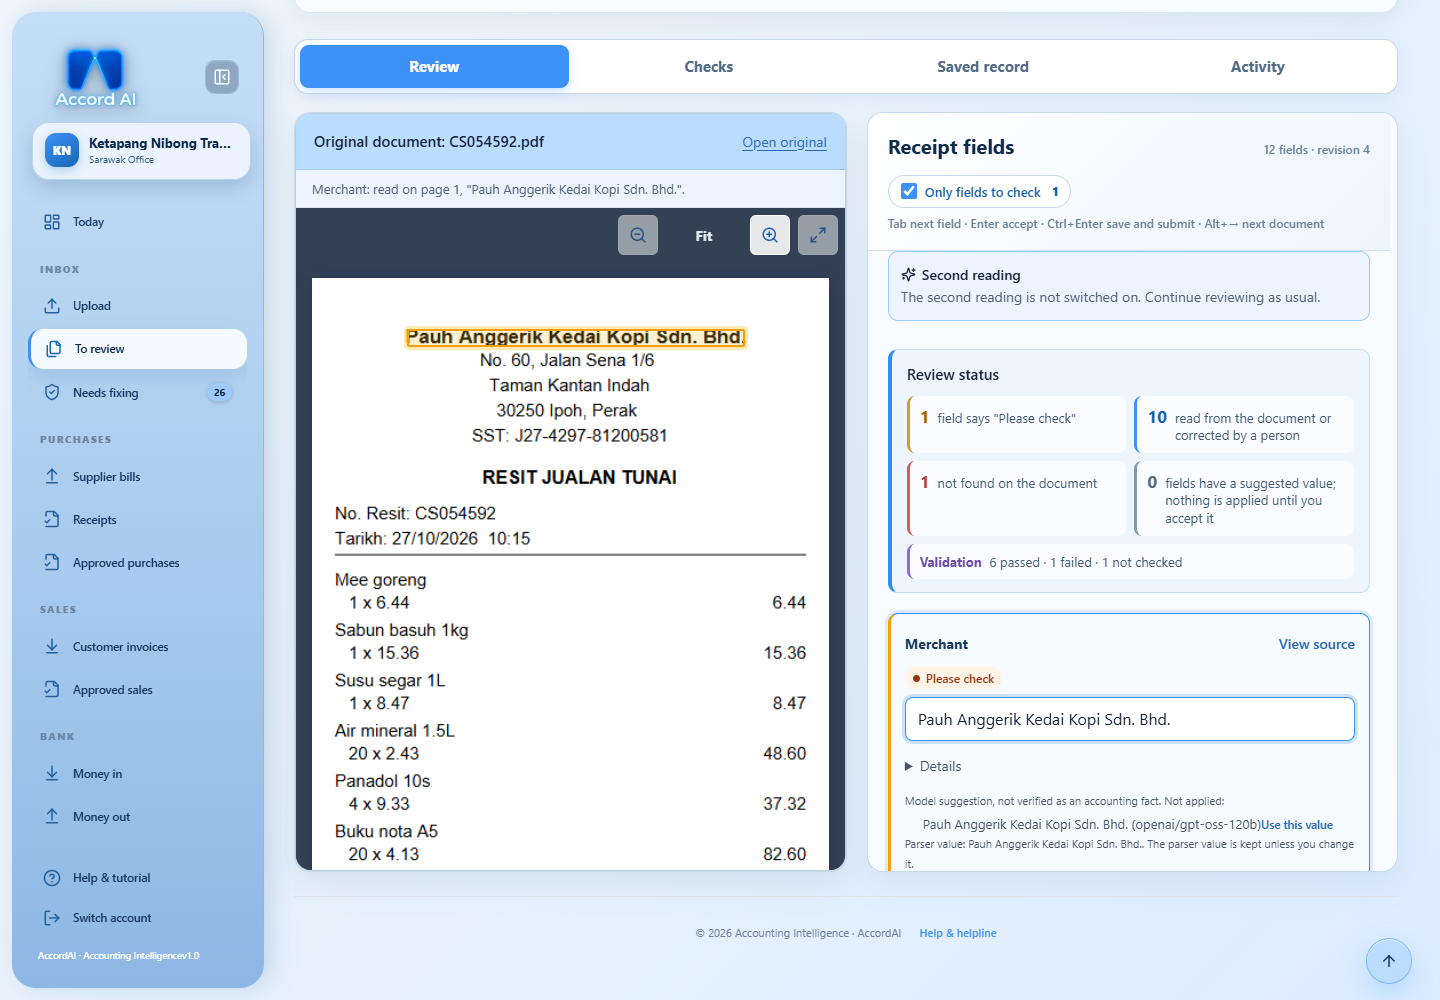 Accord AI
KN
Ketapang Nibong Tra...
Sarawak Office
Today
INBOX
Upload
To review
Needs fixing
26
PURCHASES
Supplier bills
Receipts
Approved purchases
SALES
Customer invoices
Approved sales
BANK
Money in
Money out
Help & tutorial
Switch account
AccordAI · Accounting Intelligencev1.0
Review
Checks
Saved record
Activity
Original document: CS054592.pdf
Open original
Merchant: read on page 1, "Pauh Anggerik Kedai Kopi Sdn. Bhd.".
Fit
Pauh Anggerik Kedai Kopi Sdn. Bhd.
No. 60, Jalan Sena 1/6
Taman Kantan Indah
30250 Ipoh, Perak
SST: J27-4297-81200581
RESIT JUALAN TUNAI
No. Resit: CS054592
Tarikh: 27/10/2026 10:15
Mee goreng
1 x 6.44 6.44
Sabun basuh 1kg
1 x 15.36 15.36
Susu segar 1L
1 x 8.47 8.47
Air mineral 1.5L
20 x 2.43 48.60
Panadol 10s
4 x 9.33 37.32
Buku nota A5
20 x 4.13 82.60
Receipt fields
12 fields · revision 4
Only fields to check 1
Tab next field · Enter accept · Ctrl+Enter save and submit · Alt+→ next document
Second reading
The second reading is not switched on. Continue reviewing as usual.
Review status
1 field says "Please check"
10 read from the document or
corrected by a person
1 not found on the document
0 fields have a suggested value;
nothing is applied until you
accept it
Validation 6 passed · 1 failed · 1 not checked
Merchant
View source
Please check
Pauh Anggerik Kedai Kopi Sdn. Bhd.
Details
Model suggestion, not verified as an accounting fact. Not applied:
Pauh Anggerik Kedai Kopi Sdn. Bhd. (openai/gpt-oss-120b)Use this value
Parser value: Pauh Anggerik Kedai Kopi Sdn. Bhd.. The parser value is kept unless you change
it.
© 2026 Accounting Intelligence · AccordAI
Help & helpline